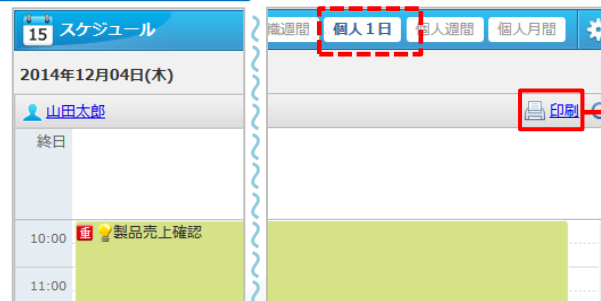 15 スケジュール
織週間 個人1日 個人週間 個人月間
2014年12月04日(木)
山田太郎 印刷
終日
10:00 重 製品売上確認
11:00